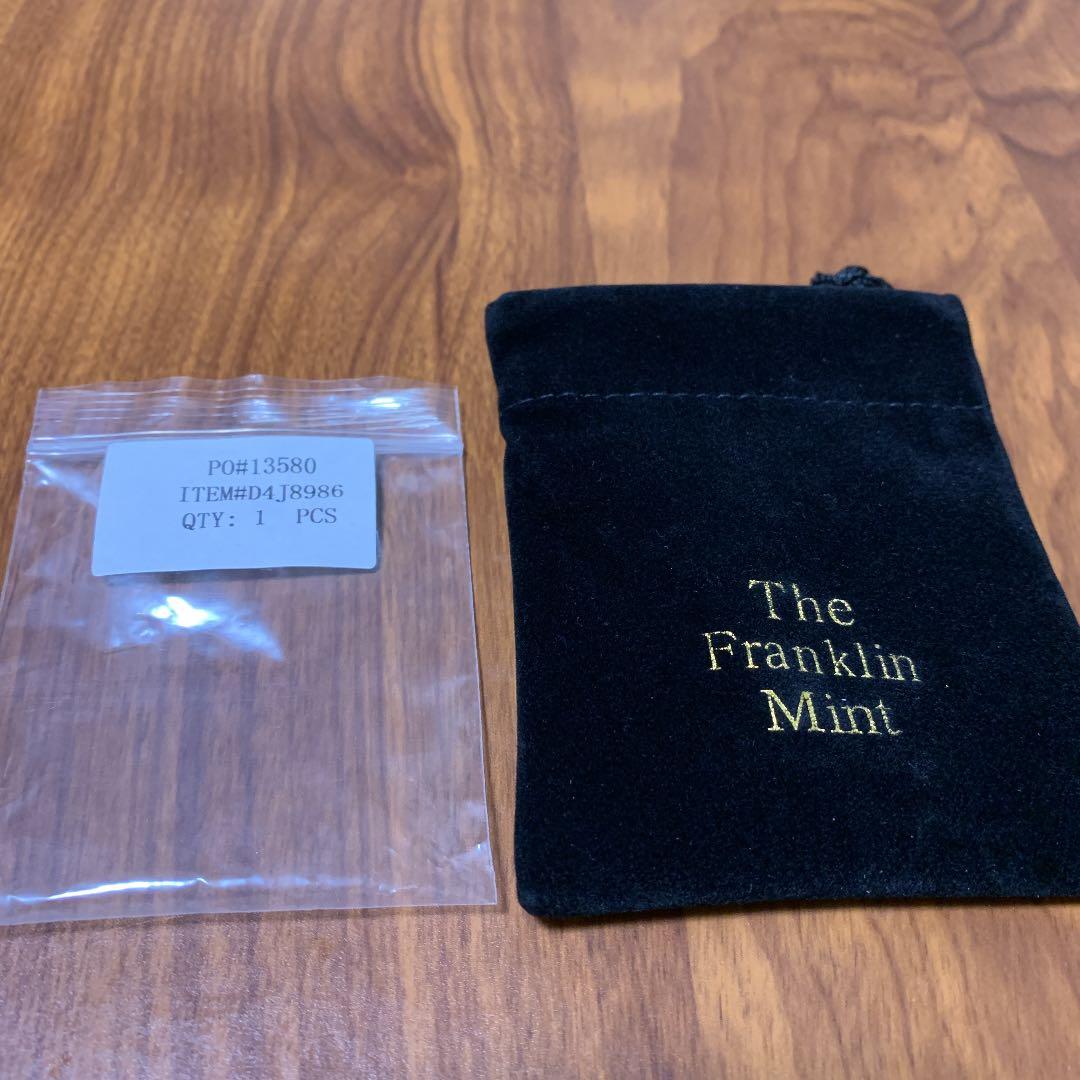 PO#13580
ITEM#D4J8986
QTY: 1 PCS
The
Franklin
Mint